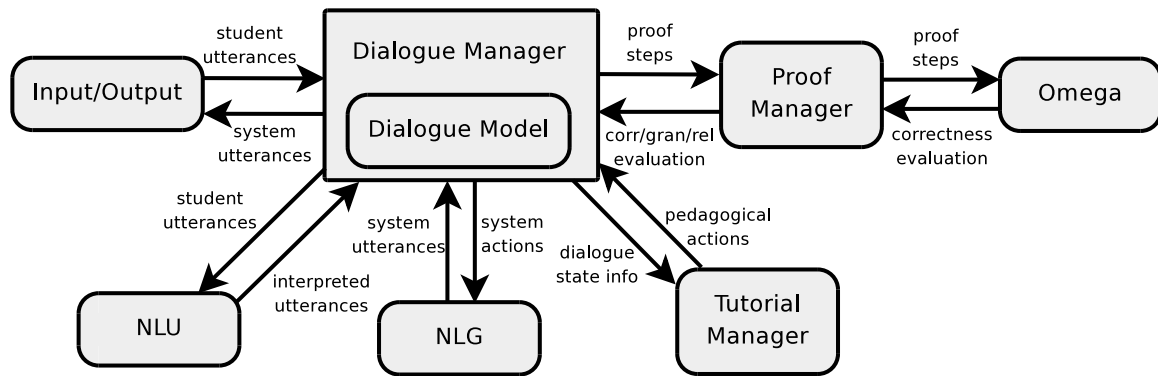 student
utterances
Dialogue Manager
proof
steps
proof
steps
Input/Output
Proof
Manager
Omega
Dialogue Model
system
utterances
corr/gran/rel
evaluation
correctness
evaluation
student
utterances
system
utterances
system
actions
pedagogical
actions
dialogue
state info
interpreted
utterances
NLU
NLG
Tutorial
Manager